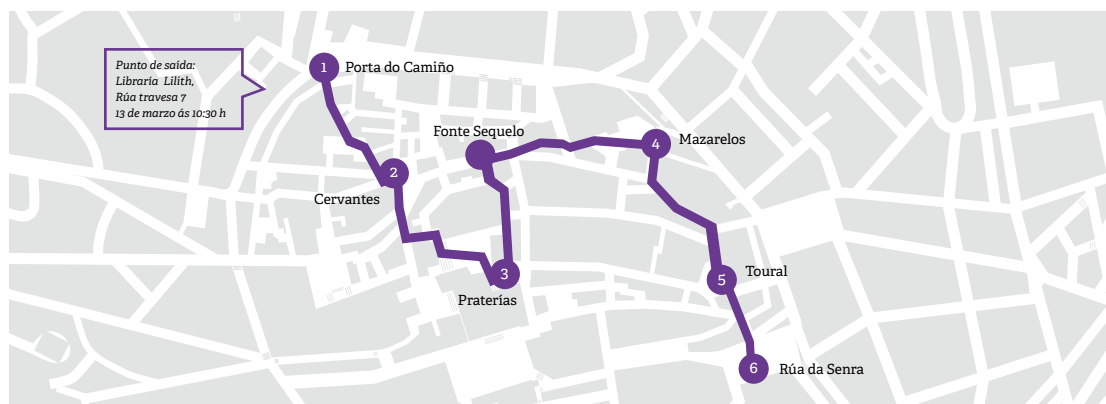 Punto de saída:
Libraría Lilith,
Rúa travesa 7
13 de marzo ás 10:30 h
1
Porta do Camiño
2
Cervantes
3
Praterías
Fonte Sequelo
4
Mazarelos
5
Toural
6
Rúa da Senra